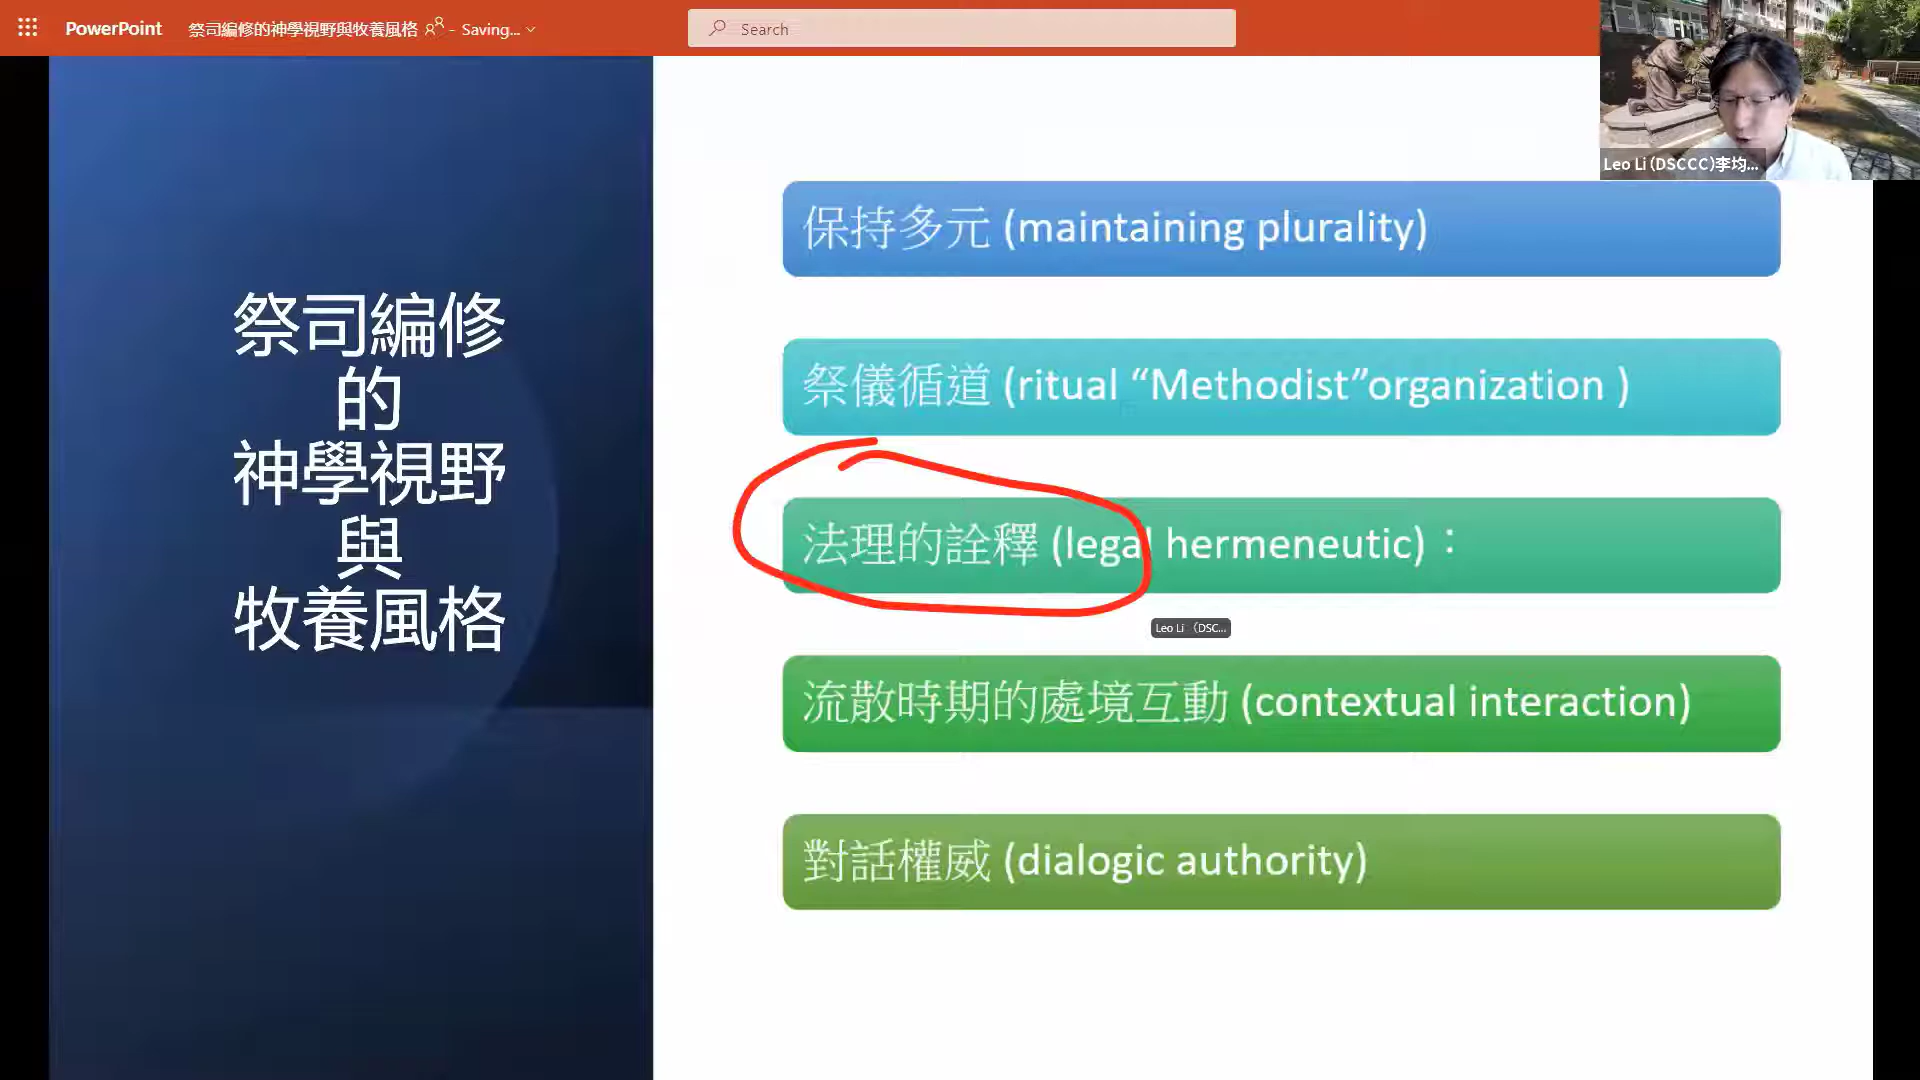 PowerPoint
祭司編修的神學視野與牧養風格 - Saving...
Search
Leo Li (DSCCC)李均...
祭司編修
的
神學視野
與
牧養風格
保持多元 (maintaining plurality)
祭儀循道 (ritual “Methodist”organization )
法理的詮釋 (legal hermeneutic)：
Leo Li （DSC...
流散時期的處境互動 (contextual interaction)
對話權威 (dialogic authority)